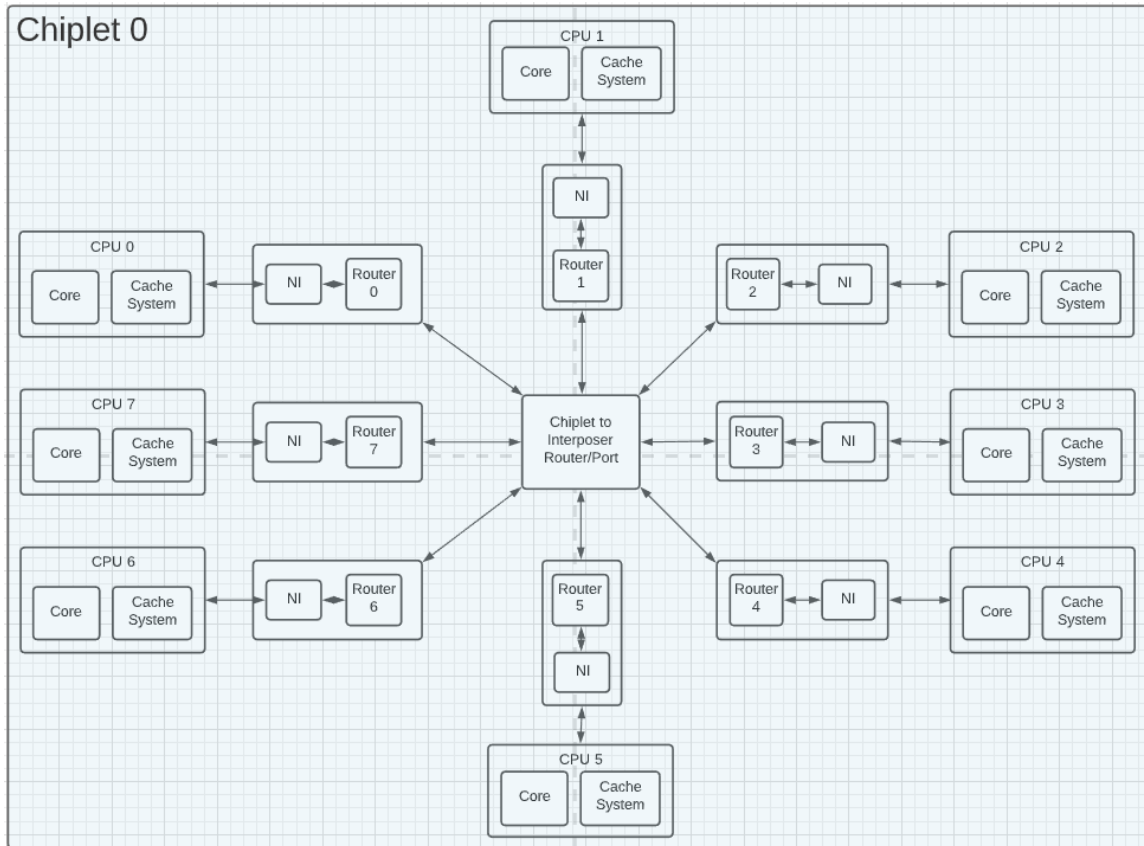 Chiplet 0
CPU 1
Core
Cache
System
NI
Router
1
CPU 0
Core
Cache
System
NI
Router
0
Router
2
NI
CPU 2
Core
Cache
System
CPU 7
Core
Cache
System
NI
Router
7
Chiplet to
Interposer
Router/Port
Router
3
NI
CPU 3
Core
Cache
System
CPU 6
Core
Cache
System
NI
Router
6
Router
5
NI
Router
4
NI
CPU 4
Core
Cache
System
CPU 5
Core
Cache
System